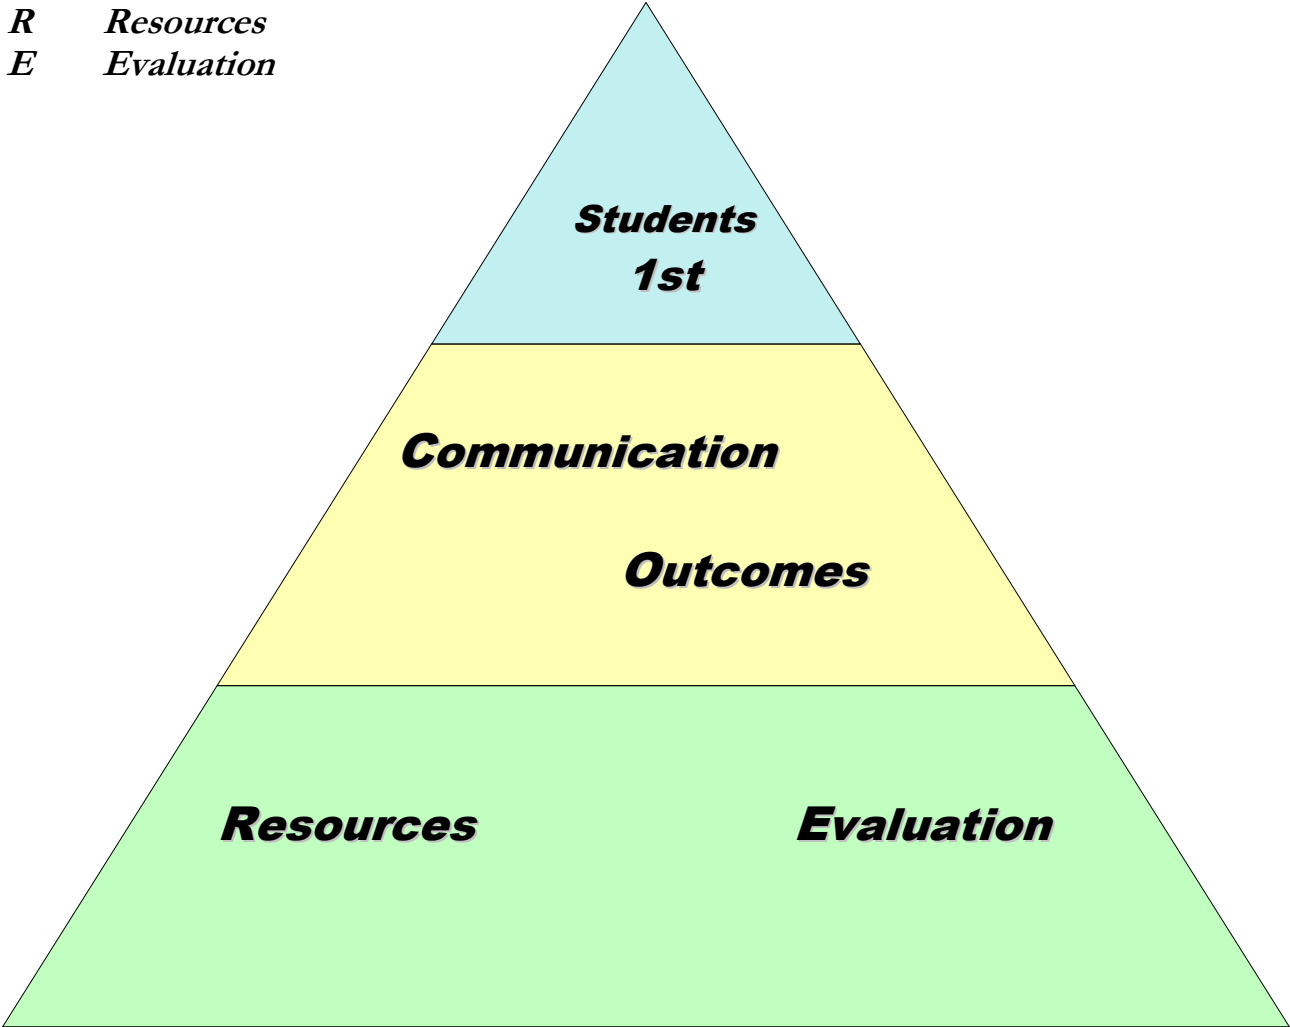 R Resources
E Evaluation
Students
1st
Communication
Outcomes
Resources Evaluation